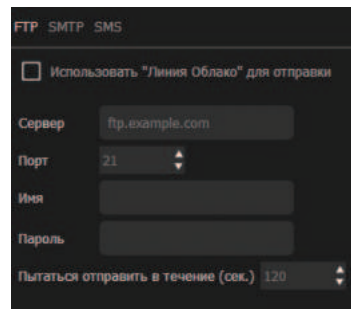 FTP SMTP SMS
Использовать "Линия Облако" для отправки
Сервер ftp.example.com
Порт 21
Имя
Пароль
Пытаться отправить в течение (сек.) 120